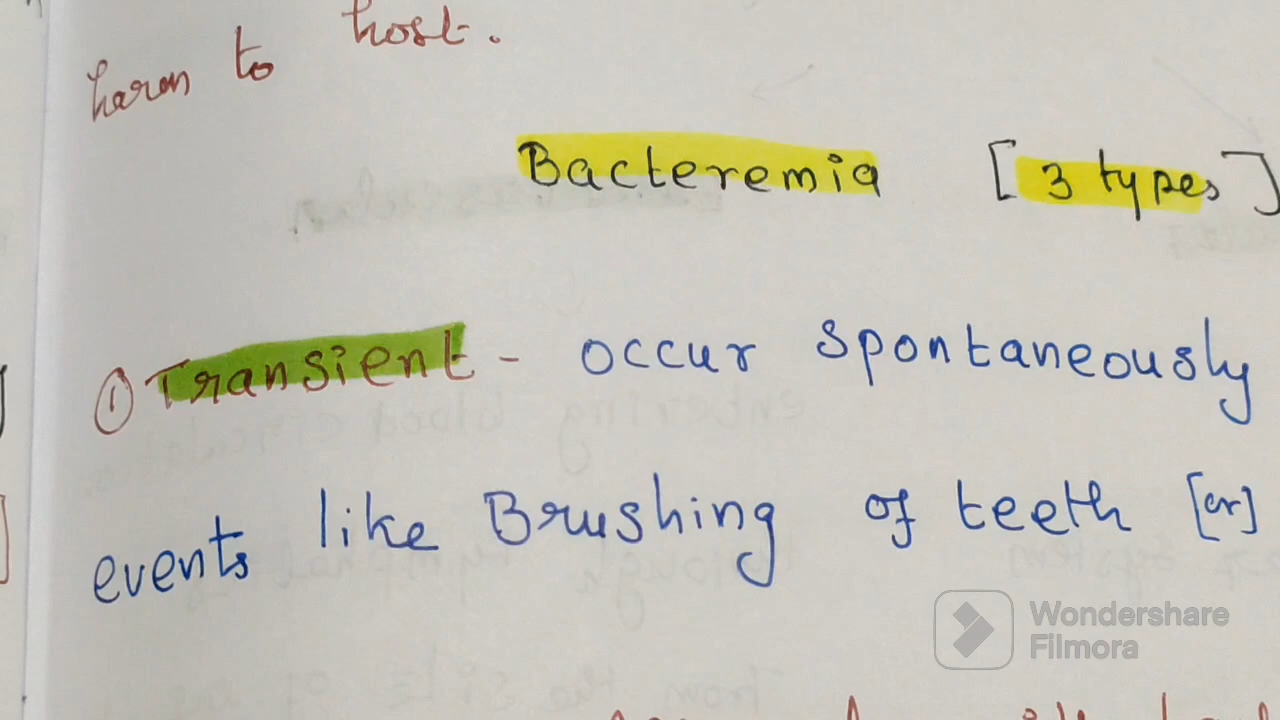 harm to host.
Bacteremia [3 types]
① Transient - occur spontaneously
events like Brushing of teeth [or]
Wondershare
Filmora